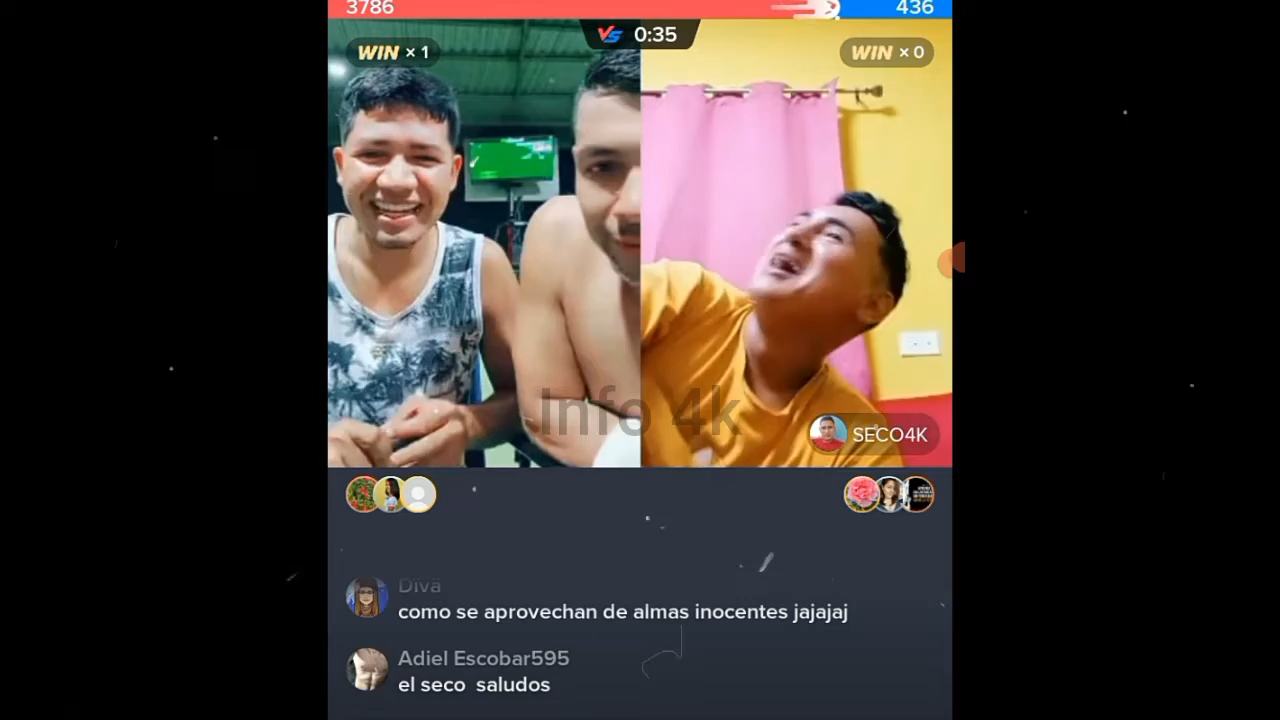 3786
436
VS 0:35
WIN × 1
WIN × 0
Info 4k
SECO4K
Diva
como se aprovechan de almas inocentes jajajaj
Adiel Escobar595
el seco saludos